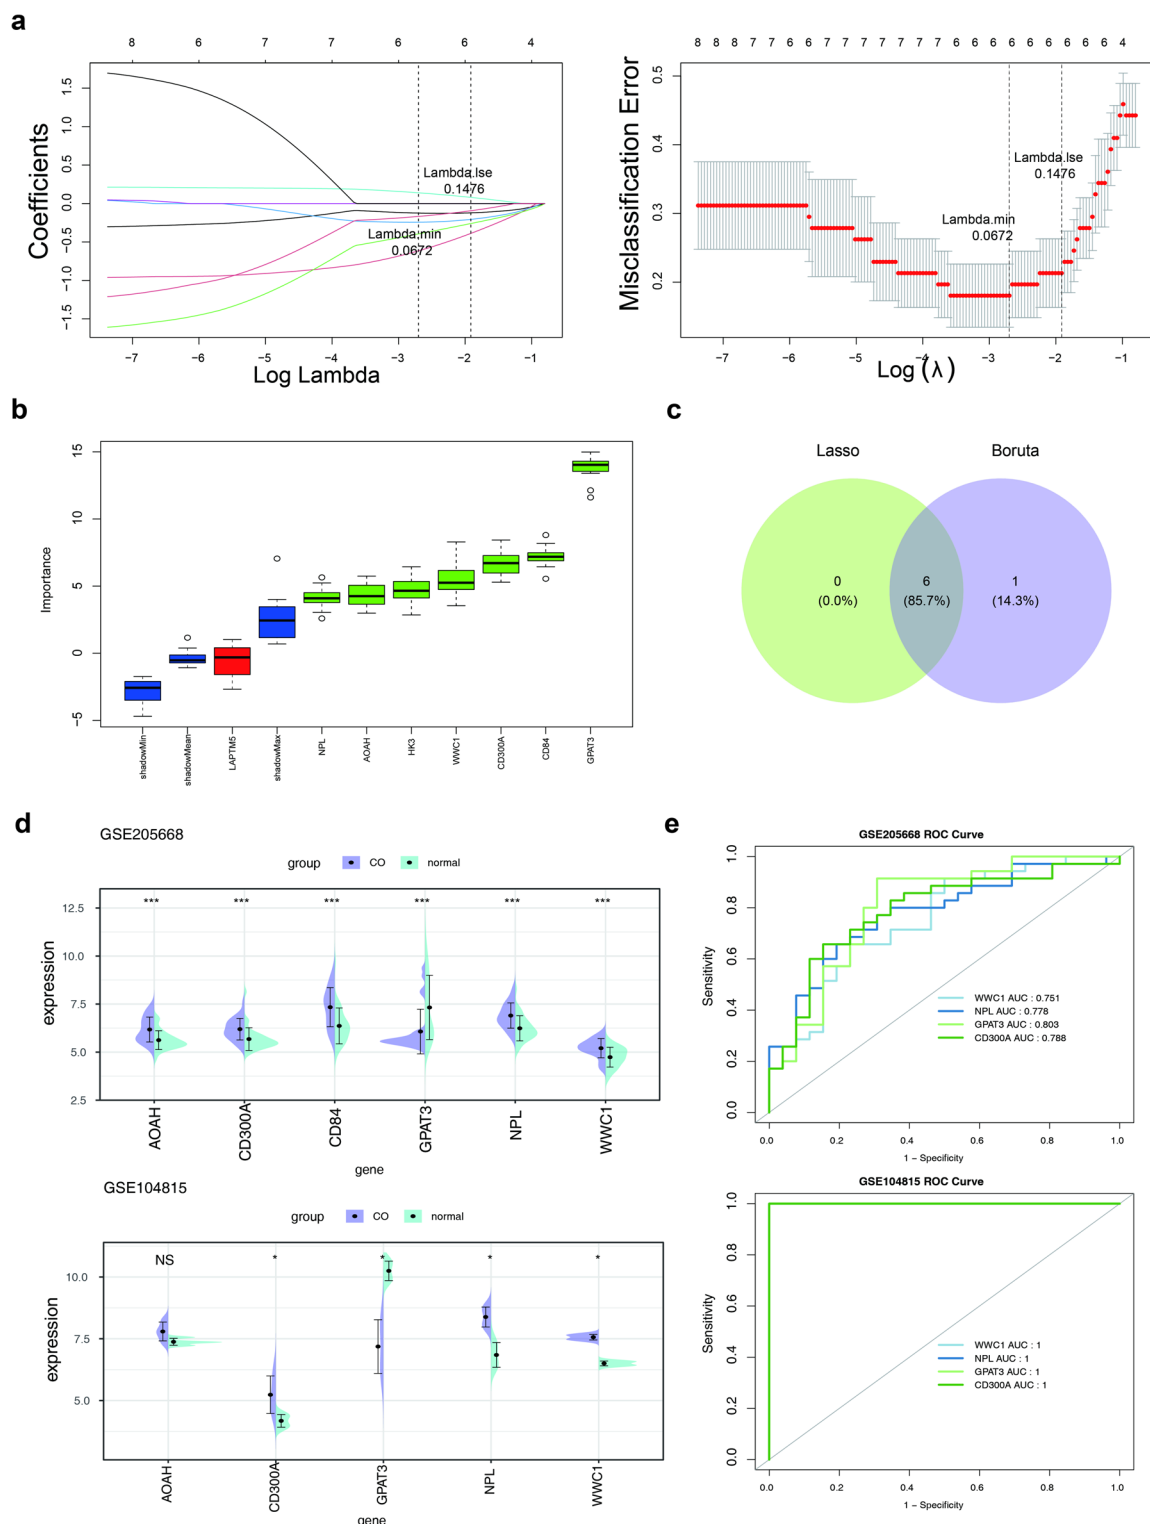 a
8 6 7 7 6 6 4
1.5
1.0
0.5
0.0
−0.5
−1.0
−1.5
Coefficients
Lambda.lse
0.1476
Lambda.min
0.0672
−7 −6 −5 −4 −3 −2 −1
Log Lambda
8 8 8 7 7 6 6 7 7 7 7 7 7 7 6 6 6 6 6 6 6 6 4
0.5
0.4
0.3
0.2
Misclassification Error
Lambda.lse
0.1476
Lambda.min
0.0672
−7 −6 −5 −4 −3 −2 −1
Log (λ)
b
15
10
5
0
−5
Importance
shadowMin
shadowMean
LAPTM5
shadowMax
NPL
AOAH
HK3
WWC1
CD300A
CD84
GPAT3
c
Lasso Boruta
0 6 1
(0.0%) (85.7%) (14.3%)
d
GSE205668
group CO normal
*** *** *** *** *** ***
12.5
10.0
7.5
5.0
2.5
expression
AOAH
CD300A
CD84
GPAT3
NPL
WWC1
gene
GSE104815
group CO normal
NS * * * *
10.0
7.5
5.0
expression
AOAH
CD300A
GPAT3
NPL
WWC1
gene
e
GSE205668 ROC Curve
1.0
0.8
0.6
0.4
0.2
0.0
Sensitivity
WWC1 AUC : 0.751
NPL AUC : 0.778
GPAT3 AUC : 0.803
CD300A AUC : 0.788
0.0 0.2 0.4 0.6 0.8 1.0
1 − Specificity
GSE104815 ROC Curve
1.0
0.8
0.6
0.4
0.2
0.0
Sensitivity
WWC1 AUC : 1
NPL AUC : 1
GPAT3 AUC : 1
CD300A AUC : 1
0.0 0.2 0.4 0.6 0.8 1.0
1 − Specificity